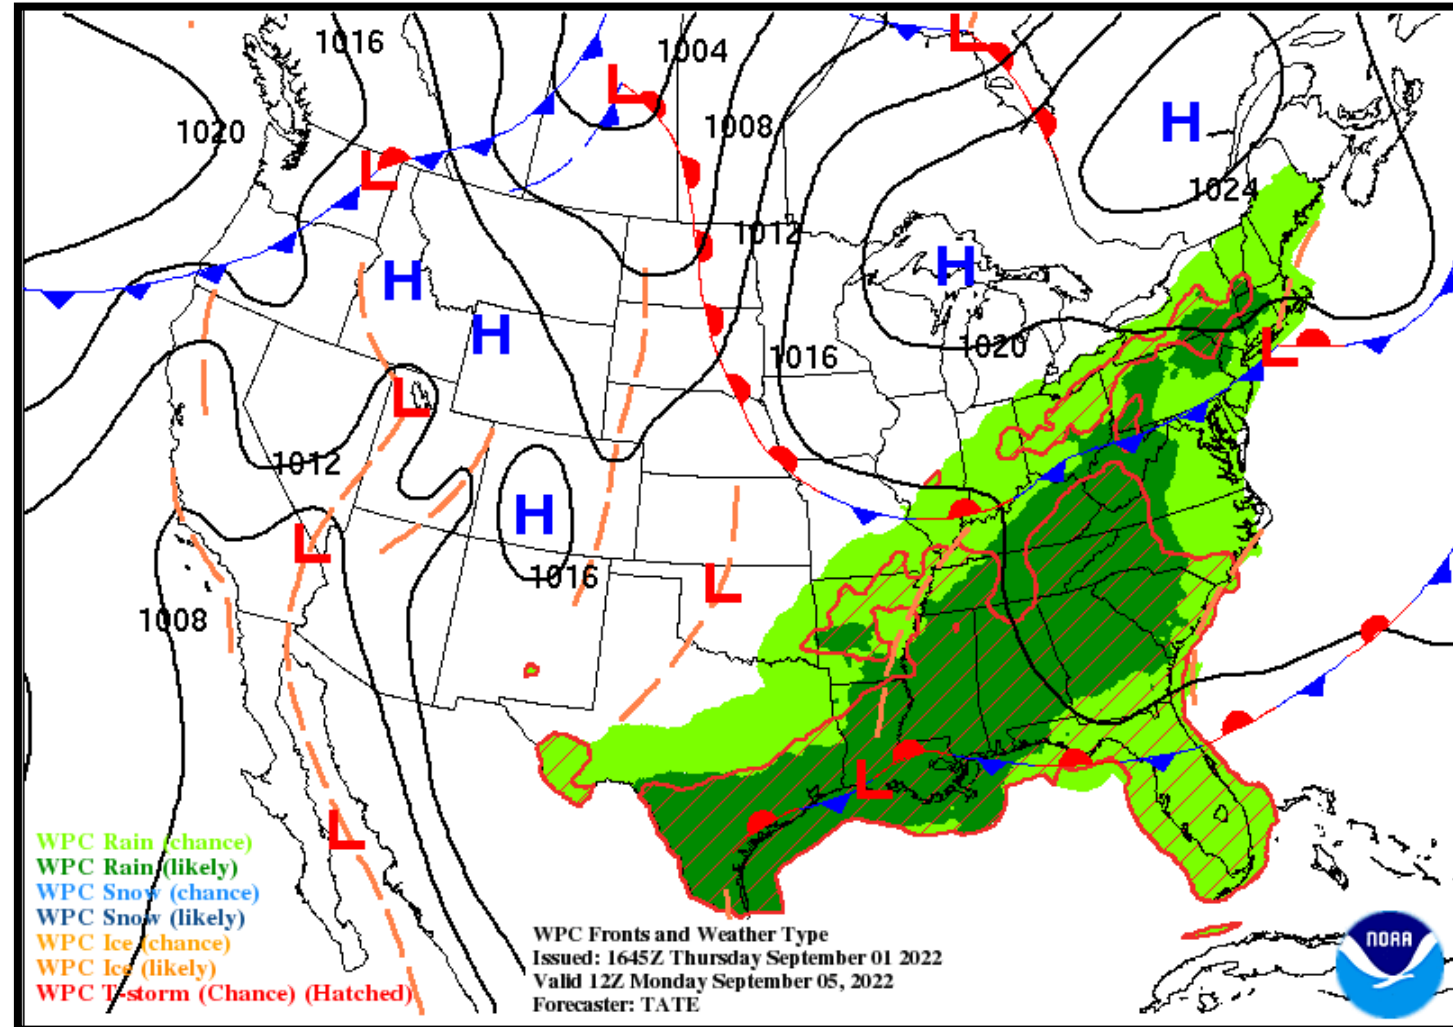 1016
1004
L
L
1020
1008
H
L
1024
1012
H
H
H
1016
1020
L
L
1012
H
L
1016
L
1008
L
L
WPC Rain (chance)
WPC Rain (likely)
WPC Snow (chance)
WPC Snow (likely)
WPC Ice (chance)
WPC Ice (likely)
WPC T-storm (Chance) (Hatched)
WPC Fronts and Weather Type
Issued: 1645Z Thursday September 01 2022
Valid 12Z Monday September 05, 2022
Forecaster: TATE
NOAA